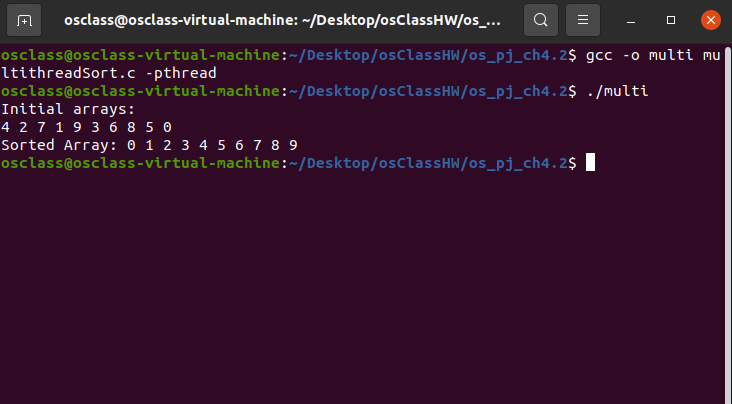 osclass@osclass-virtual-machine: ~/Desktop/osClassHW/os_...
osclass@osclass-virtual-machine:~/Desktop/osClassHW/os_pj_ch4.2$ gcc -o multi mu
ltithreadSort.c -pthread
osclass@osclass-virtual-machine:~/Desktop/osClassHW/os_pj_ch4.2$ ./multi
Initial arrays:
4 2 7 1 9 3 6 8 5 0
Sorted Array: 0 1 2 3 4 5 6 7 8 9
osclass@osclass-virtual-machine:~/Desktop/osClassHW/os_pj_ch4.2$